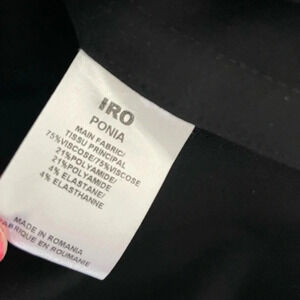 IRO
PONIA
MAIN FABRIC/
TISSU PRINCIPAL
75%VISCOSE/75%VISCOSE
21%POLYAMIDE/
21%POLYAMIDE
4% ELASTANE/
4% ELASTHANNE
MADE IN ROMANIA
FABRIQUE EN ROUMANIE